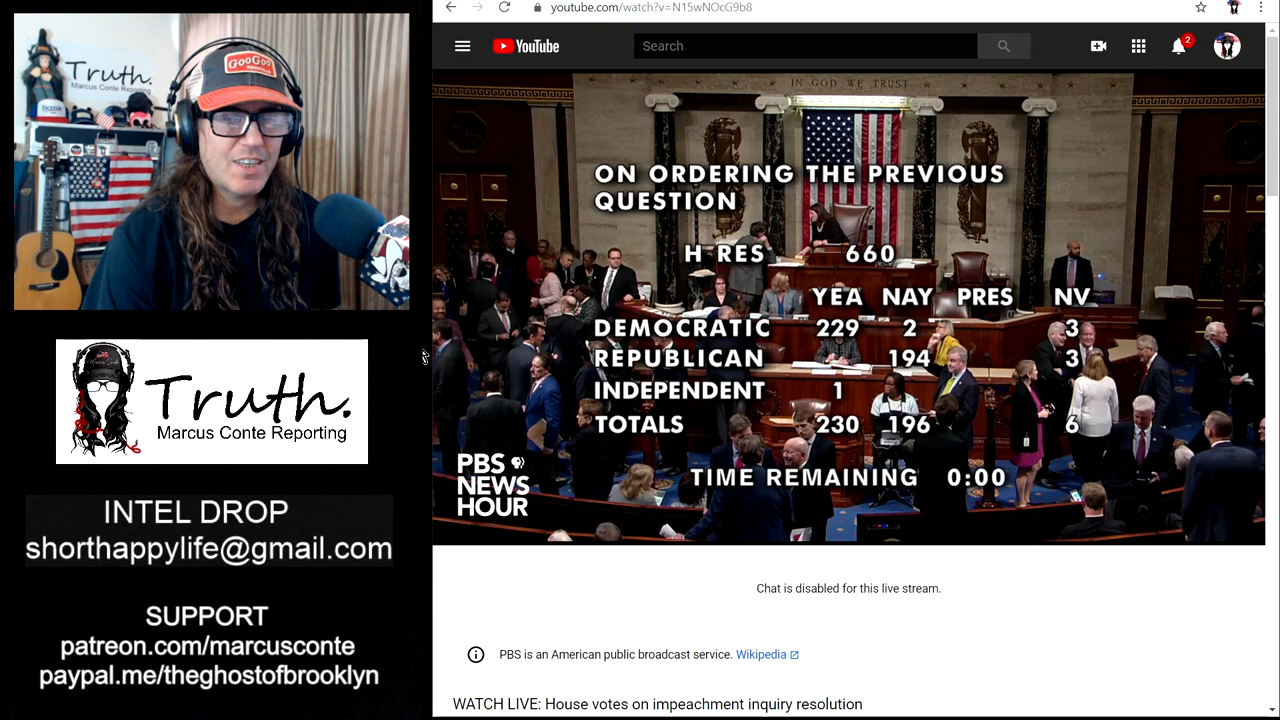 Truth.
Marcus Conte Reporting
GooGoo
Truth.
Marcus Conte Reporting
INTEL DROP
shorthappylife@gmail.com
SUPPORT
patreon.com/marcusconte
paypal.me/theghostofbrooklyn
youtube.com/watch?v=N15wNOcG9b8
YouTube
Search
2
IN GOD WE TRUST
ON ORDERING THE PREVIOUS
QUESTION
H RES 660
YEA NAY PRES NV
DEMOCRATIC 229 2 3
REPUBLICAN 194 3
INDEPENDENT 1
TOTALS 230 196 6
TIME REMAINING 0:00
PBS
NEWS
HOUR
Chat is disabled for this live stream.
PBS is an American public broadcast service. Wikipedia
WATCH LIVE: House votes on impeachment inquiry resolution